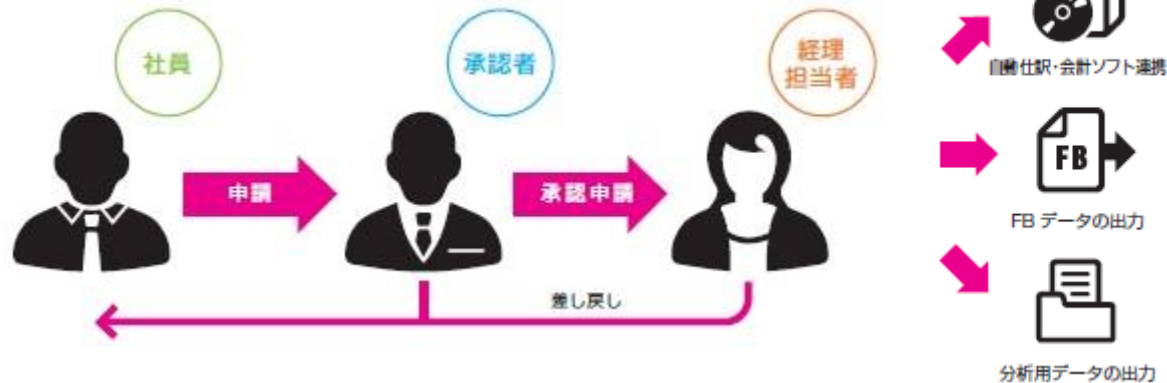 社員
承認者
経理
担当者
申請
承認申請
差し戻し
自動仕訳・会計ソフト連携
FB
FB データの出力
分析用データの出力